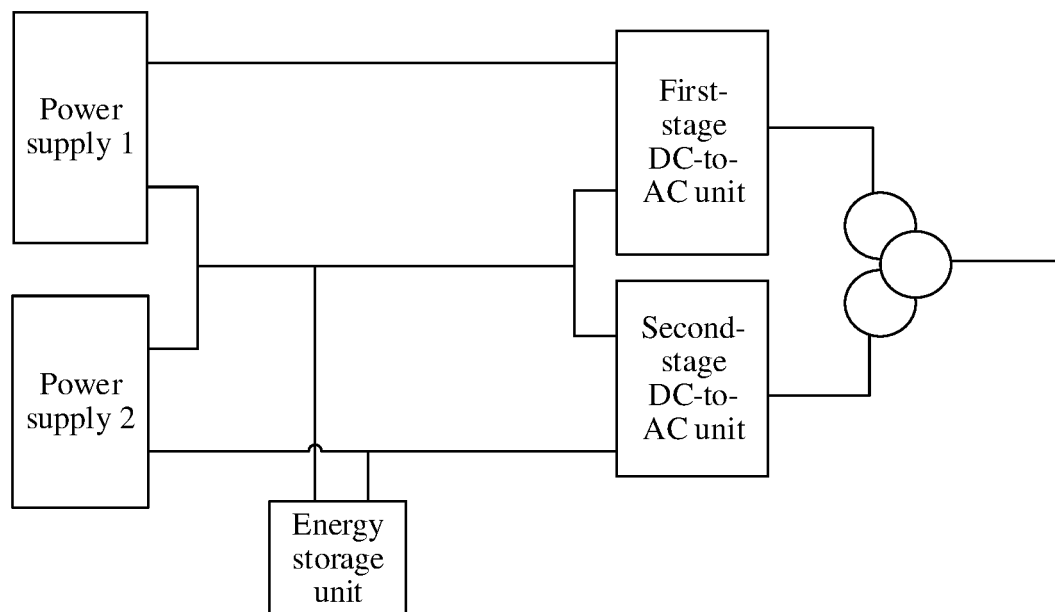 Power
supply 1
First-
stage
DC-to-
AC unit
Power
supply 2
Second-
stage
DC-to-
AC unit
Energy
storage
unit